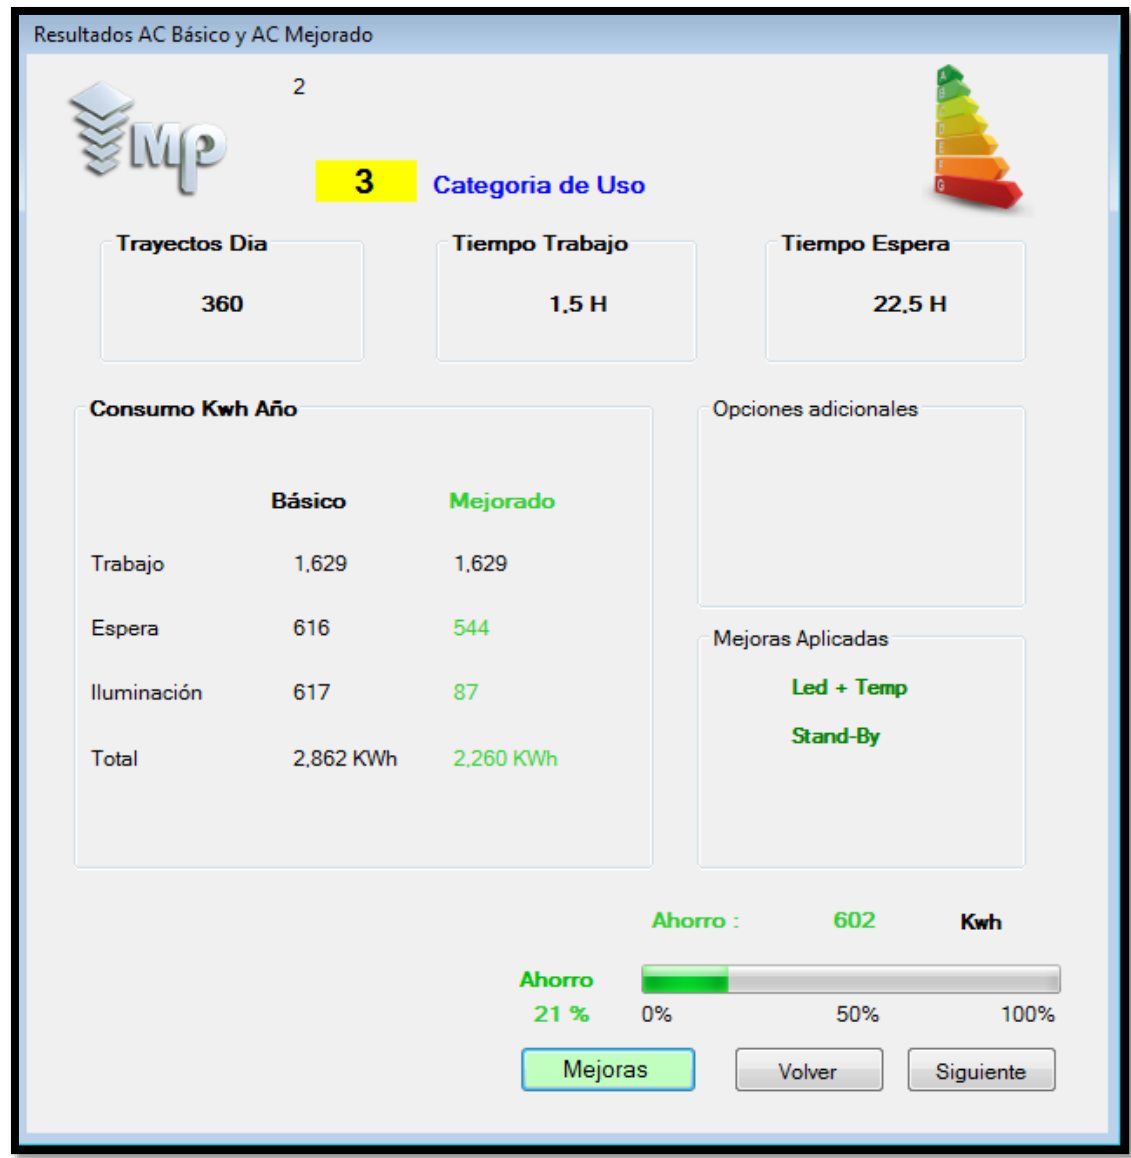 Resultados AC Básico y AC Mejorado
2
MP
A
B
C
D
E
F
G
3 Categoria de Uso
Trayectos Dia Tiempo Trabajo Tiempo Espera
360 1,5 H 22,5 H
Consumo Kwh Año Opciones adicionales
Básico Mejorado
Trabajo 1,629 1,629
Espera 616 544
Mejoras Aplicadas
Iluminación 617 87 Led + Temp
Stand-By
Total 2,862 KWh 2,260 KWh
Ahorro : 602 Kwh
Ahorro
21 % 0% 50% 100%
Mejoras Volver Siguiente